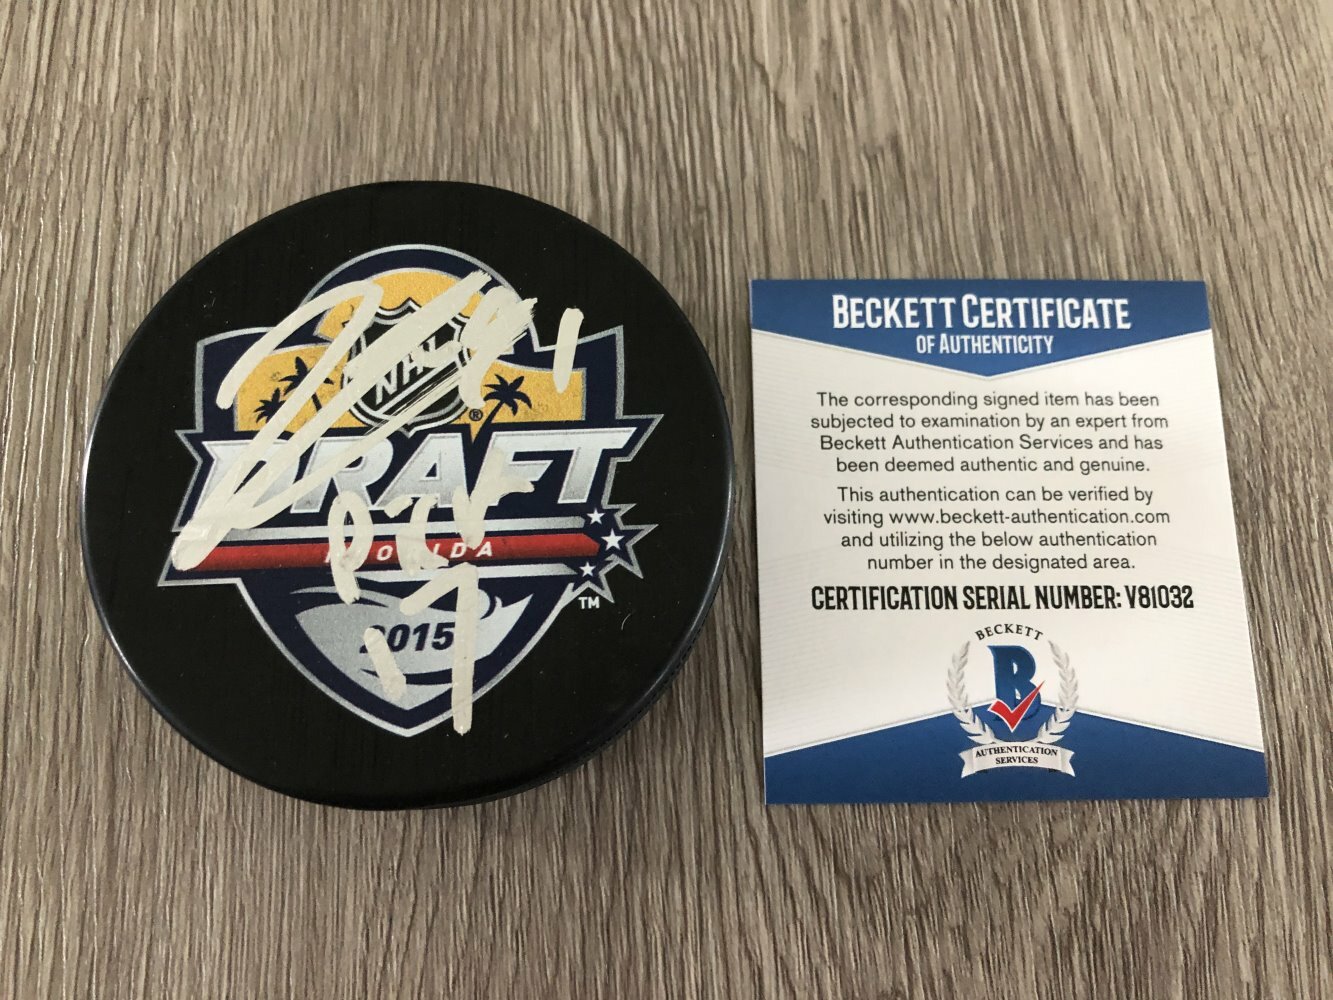 NHL
®
DRAFT
FLORIDA
2015
TM
17
BECKETT CERTIFICATE
OF AUTHENTICITY
The corresponding signed item has been
subjected to examination by an expert from
Beckett Authentication Services and has
been deemed authentic and genuine.
This authentication can be verified by
visiting www.beckett-authentication.com
and utilizing the below authentication
number in the designated area.
CERTIFICATION SERIAL NUMBER: V81032
BECKETT
B
AUTHENTICATION
SERVICES